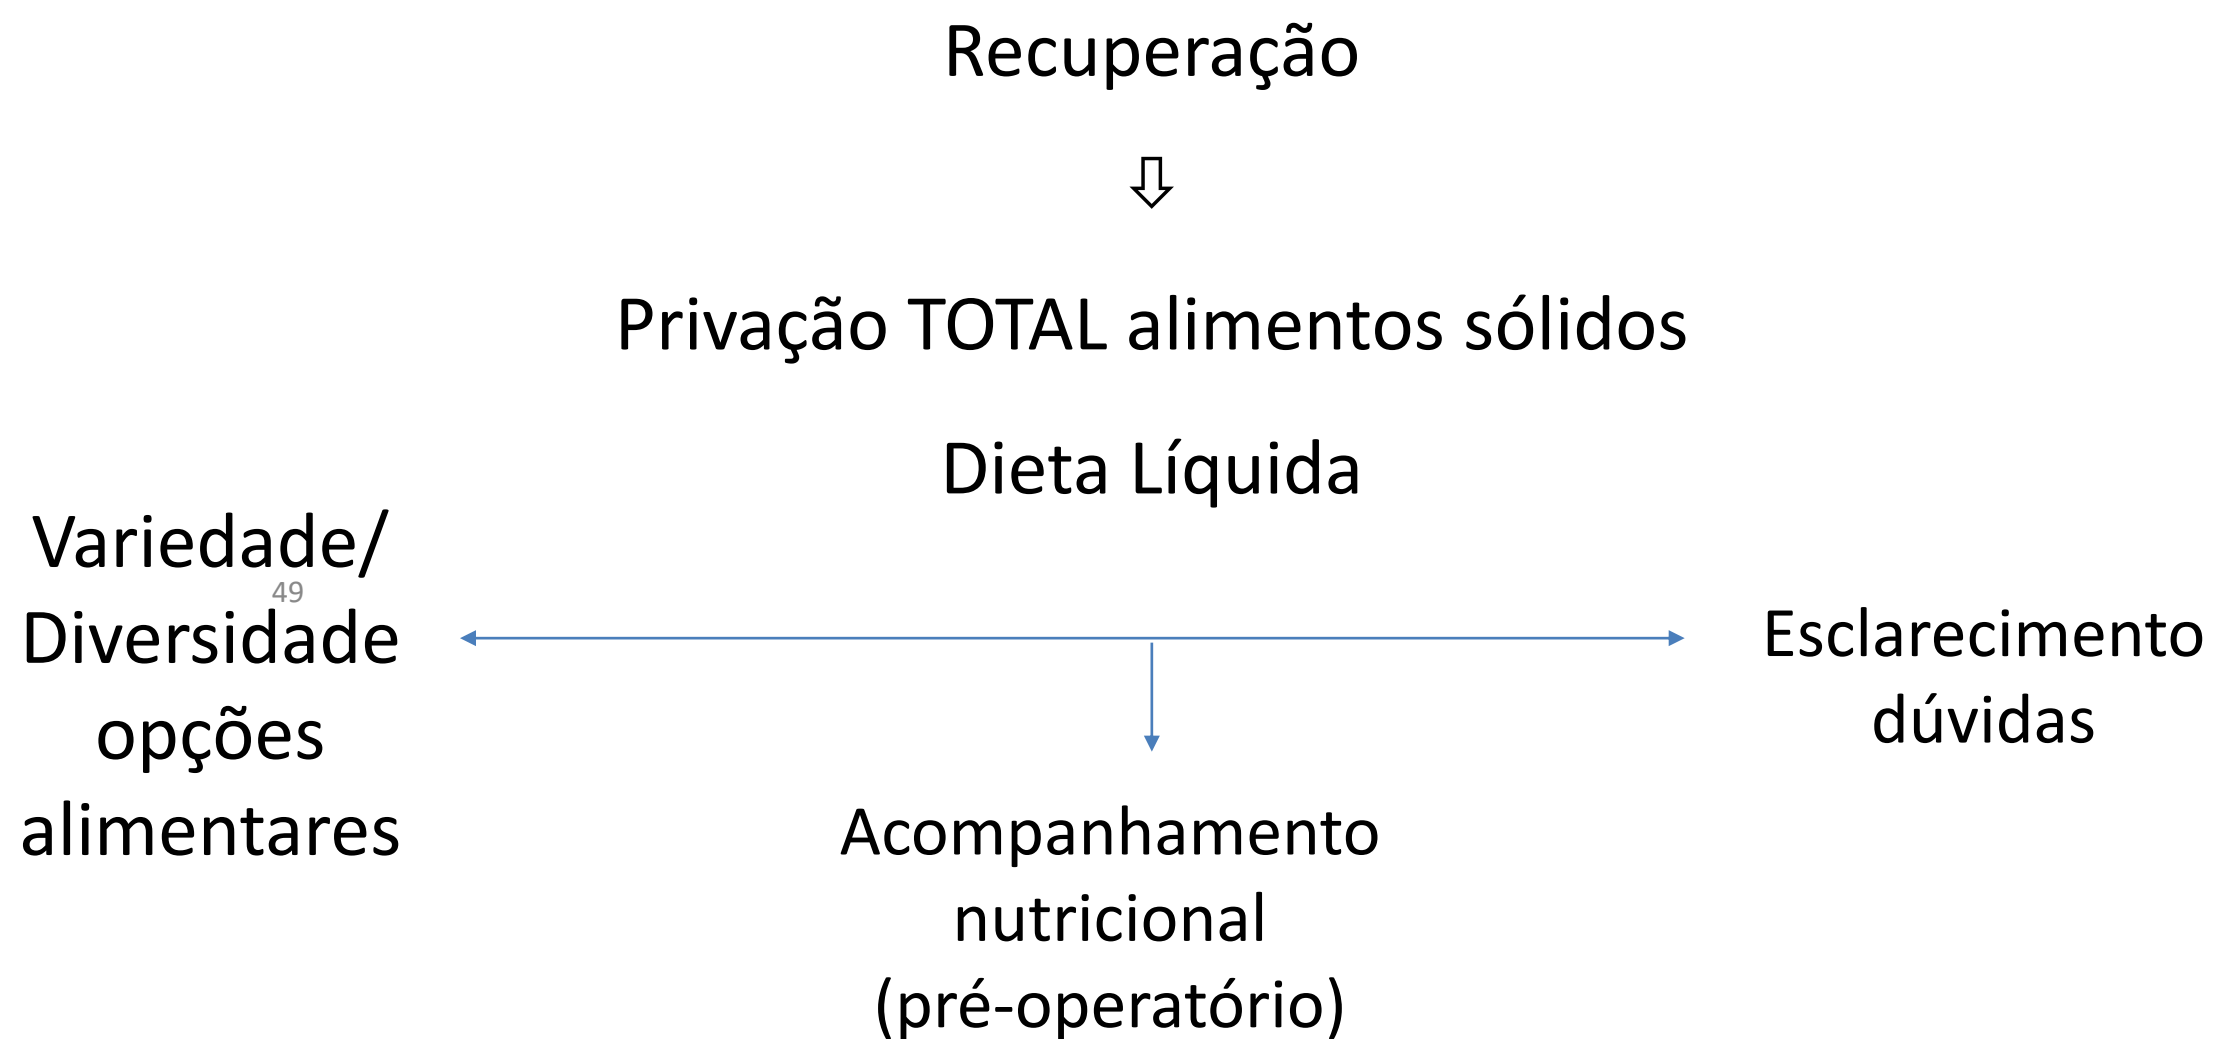 Recuperação
Privação TOTAL alimentos sólidos
Dieta Líquida
Variedade/
49
Diversidade
opções
alimentares
Esclarecimento
dúvidas
Acompanhamento
nutricional
(pré-operatório)